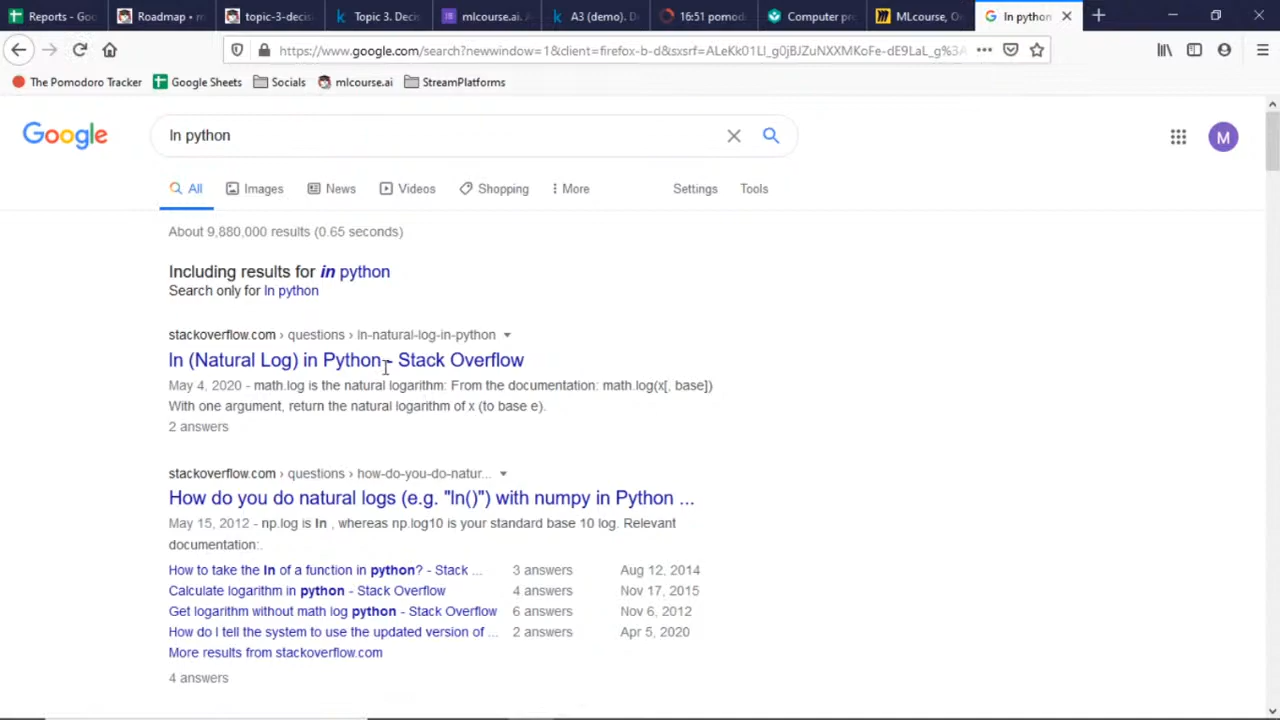 Reports - Goo
Roadmap •
topic-3-decis
Topic 3. Decis
mlcourse.ai. A
A3 (demo). D
16:51 pomod
Computer pr
MLcourse, O
ln python
https://www.google.com/search?newwindow=1&client=firefox-b-d&sxsrf=
The Pomodoro Tracker
Google Sheets
Socials
mlcourse.ai
StreamPlatforms
Google
ln python
M
All
Images
News
Videos
Shopping
More
Settings
Tools
About 9,880,000 results (0.65 seconds)
Including results for in python
Search only for ln python
stackoverflow.com › questions › ln-natural-log-in-python
ln (Natural Log) in Python - Stack Overflow
May 4, 2020 - math.log is the natural logarithm: From the documentation: math.log(x[, base])
With one argument, return the natural logarithm of x (to base e).
2 answers
stackoverflow.com › questions › how-do-you-do-natur...
How do you do natural logs (e.g. "ln()") with numpy in Python ...
May 15, 2012 - np.log is ln , whereas np.log10 is your standard base 10 log. Relevant
documentation:.
How to take the ln of a function in python? - Stack ... 3 answers Aug 12, 2014
Calculate logarithm in python - Stack Overflow 4 answers Nov 17, 2015
Get logarithm without math log python - Stack Overflow 6 answers Nov 6, 2012
How do I tell the system to use the updated version of ... 2 answers Apr 5, 2020
More results from stackoverflow.com
4 answers